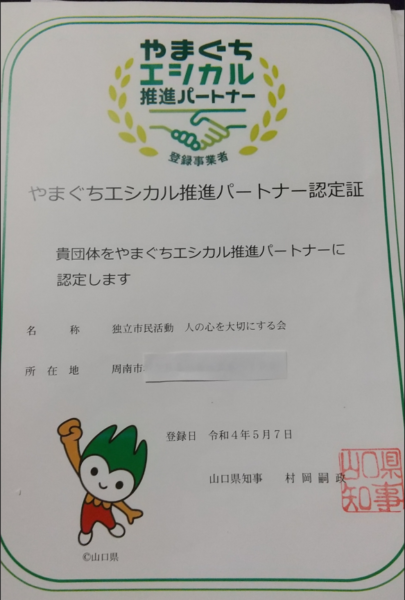 やまぐち
エシカル
推進パートナー
登録事業者
やまぐちエシカル推進パートナー認定証
貴団体をやまぐちエシカル推進パートナーに
認定します
名 称 独立市民活動 人の心を大切にする会
所在地 周南市
登録日 令和4年5月7日
山口県知事 村岡嗣政
山口県
知事
©山口県